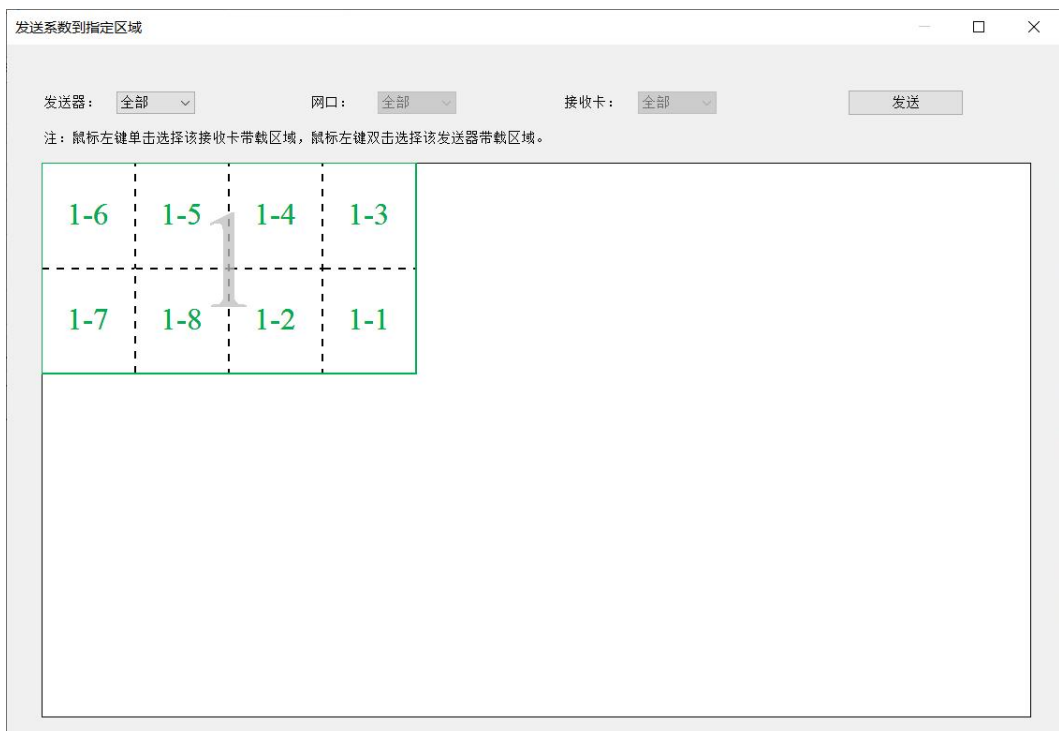 发送系数到指定区域
发送器： 全部 网口： 全部 接收卡： 全部 发送
注：鼠标左键单击选择该接收卡带载区域，鼠标左键双击选择该发送器带载区域。
1-6 1-5 1-4 1-3
1
1-7 1-8 1-2 1-1